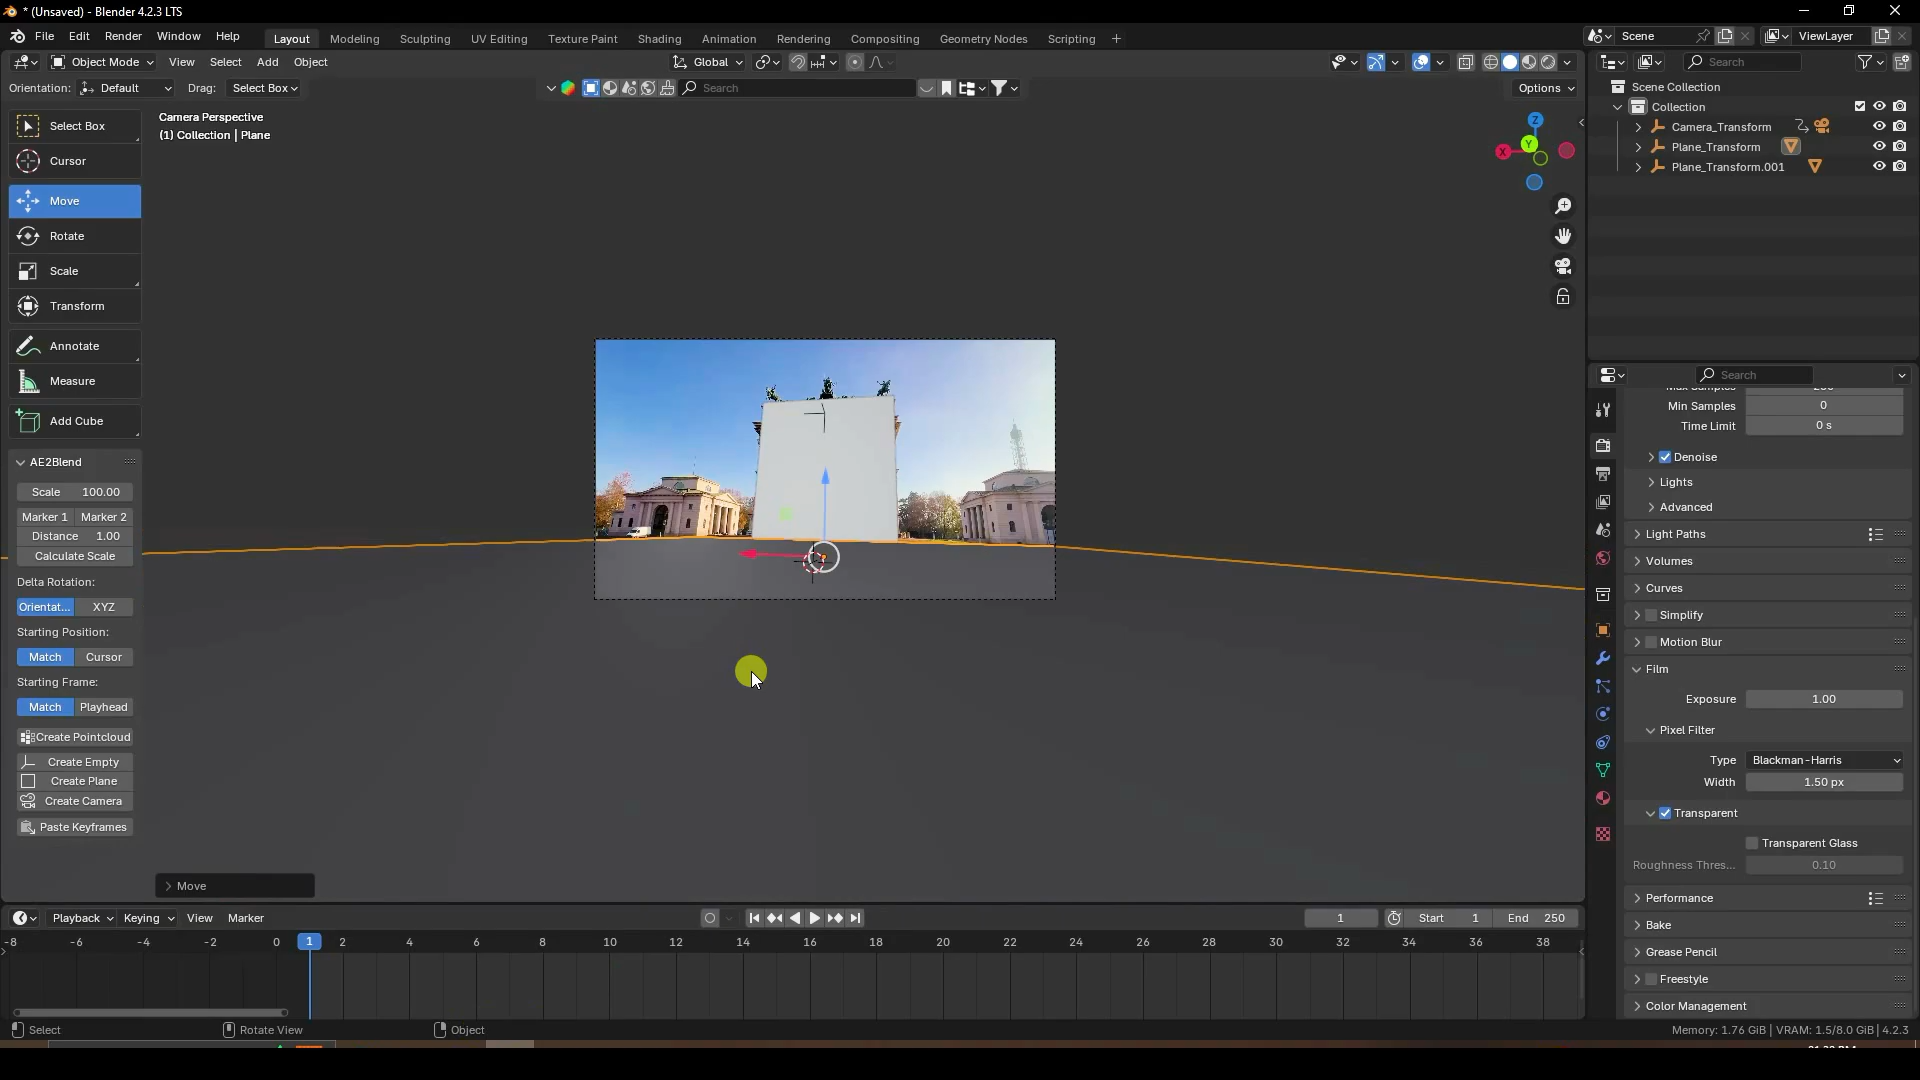 * (Unsaved) - Blender 4.2.3 LTS
File Edit Render Window Help
Layout Modeling Sculpting UV Editing Texture Paint Shading Animation Rendering Compositing Geometry Nodes Scripting +
Scene
ViewLayer
Object Mode View Select Add Object
Global
Search
Orientation: Default Drag: Select Box
Search
Options
Scene Collection
Collection
Camera_Transform
Plane_Transform
Plane_Transform.001
Camera Perspective
(1) Collection | Plane
Z
Y
X
Select Box
Cursor
Move
Rotate
Scale
Transform
Annotate
Measure
Add Cube
AE2Blend
Scale 100.00
Marker 1 Marker 2
Distance 1.00
Calculate Scale
Delta Rotation:
Orientat... XYZ
Starting Position:
Match Cursor
Starting Frame:
Match Playhead
Create Pointcloud
Create Empty
Create Plane
Create Camera
Paste Keyframes
Move
Search
Min Samples 0
Time Limit 0 s
Denoise
Lights
Advanced
Light Paths
Volumes
Curves
Simplify
Motion Blur
Film
Exposure 1.00
Pixel Filter
Type Blackman-Harris
Width 1.50 px
Transparent
Transparent Glass
Roughness Thres... 0.10
Performance
Bake
Grease Pencil
Freestyle
Color Management
Playback Keying View Marker
1 Start 1 End 250
-8 -6 -4 -2 0 1 2 4 6 8 10 12 14 16 18 20 22 24 26 28 30 32 34 36 38
Select Rotate View Object
Memory: 1.76 GiB | VRAM: 1.5/8.0 GiB | 4.2.3